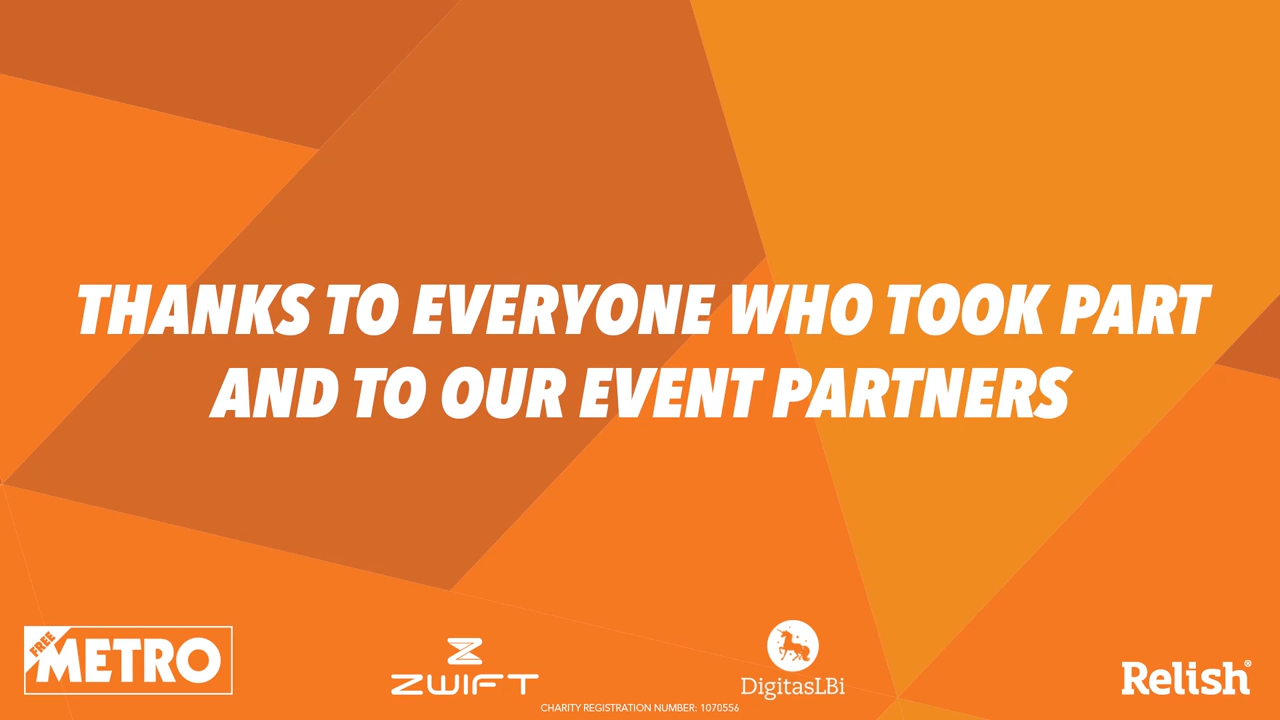 THANKS TO EVERYONE WHO TOOK PART
AND TO OUR EVENT PARTNERS
FREE METRO
ZWIFT
DigitasLBi
Relish®
CHARITY REGISTRATION NUMBER: 1070556